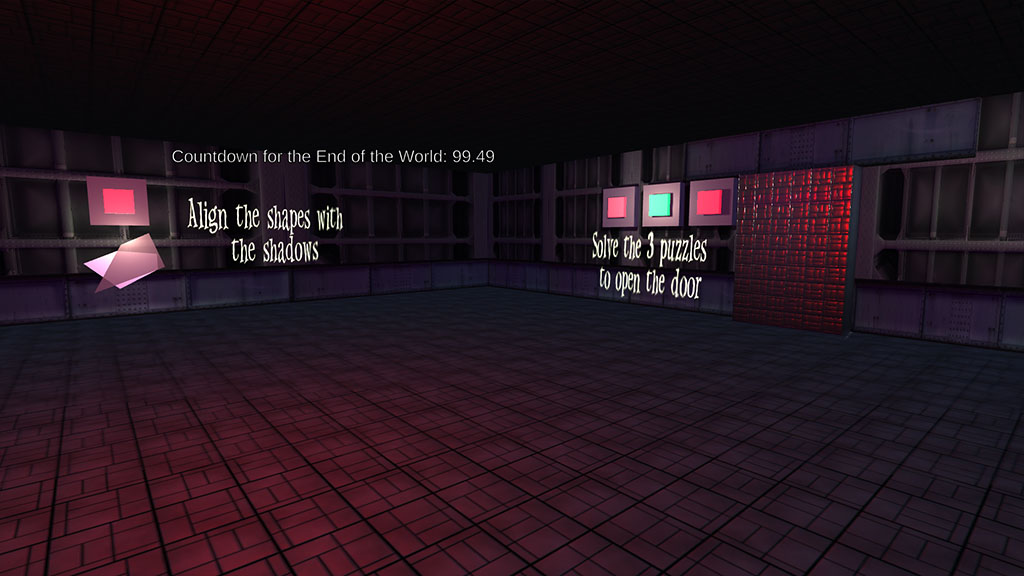 Countdown for the End of the World: 99.49
Align the shapes with
the shadows
Solve the 3 puzzles
to open the door